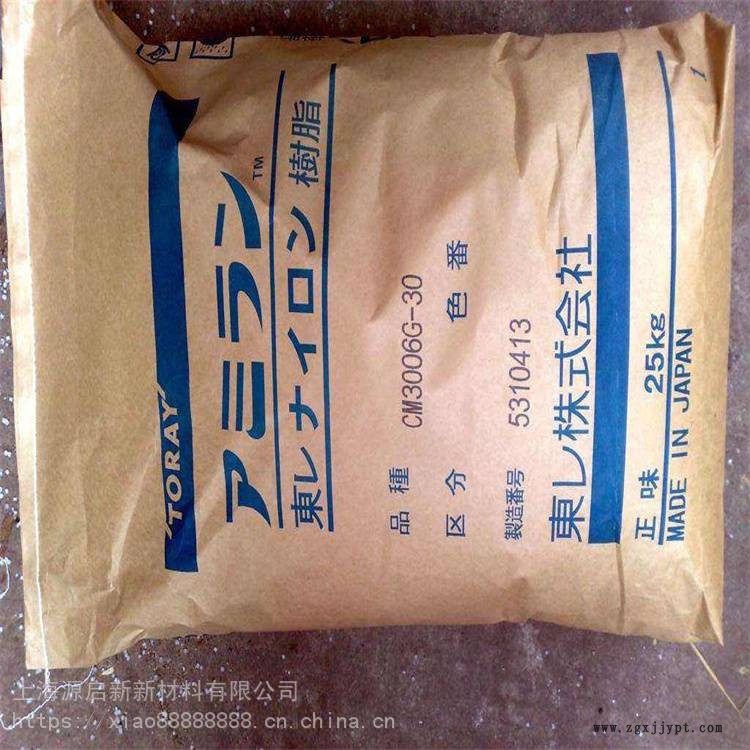 TORAY
アミラン™
東レナイロン樹脂
品種 CM3006G-30
区分 色番
製造番号 5310413
東レ株式会社
正味 25kg
MADE IN JAPAN
1
上海源启新新材料有限公司
https://xiao88888888.cn.china.cn
www.zgxjjypt.com